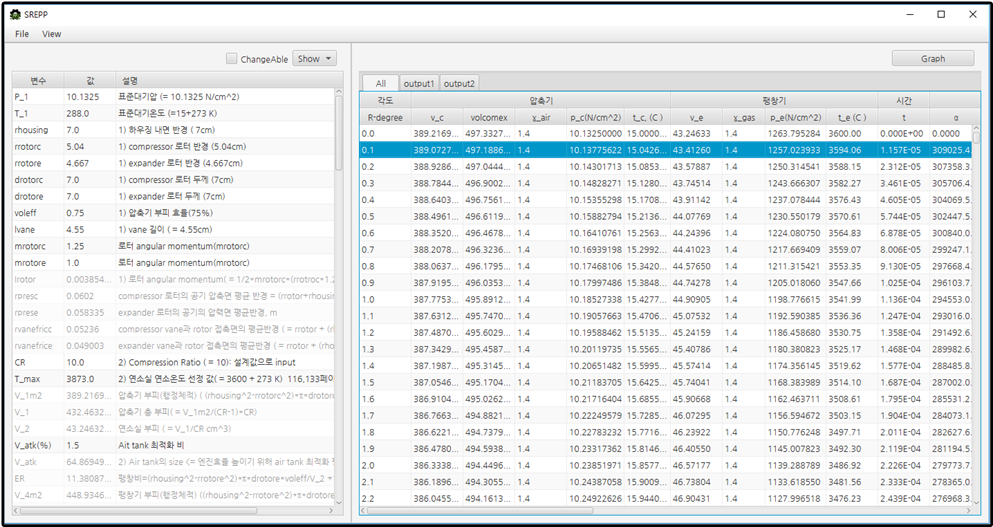 SREPP
File View
ChangeAble Show
Graph
변수 값 설명
P_1 10.1325 표준대기압 (= 10.1325 N/cm^2)
T_1 288.0 표준대기온도 (=15+273 K)
rhousing 7.0 1) 하우징 내면 반경 ( 7cm)
rrotorc 5.04 1) compressor 로터 반경 (5.04cm)
rrotore 4.667 1) expander 로터 반경 (4.667cm)
drotorc 7.0 1) compressor 로터 두께 (7cm)
drotore 7.0 1) expander 로터 두께 (7cm)
voleff 0.75 1) 압축기 부피 효율(75%)
lvane 4.55 1) vane 길이 ( = 4.55cm)
mrotorc 1.25 로터 angular momentum(mrotorc)
mrotore 1.0 로터 angular momentum(mrotorc)
Irotor 0.003854... 1) 로터 angular momentum( = 1/2+mrotorc+(rrotroc+1.2
rpresc 0.0602 compressor 로터의 공기 압축면 평균 반경 = (rrotor+rhousin
rprese 0.058335 expander 로터의 공기의 압력면 평균반경, m
rvanefricc 0.05236 compressor vane과 rotor 접촉면의 평균반경 ( = rrotor + (rh
rvanefrice 0.049003 expander vane과 rotor 접촉면의 평균반경 ( = rrotor + (rho
CR 10.0 2) Compression Ratio ( = 10): 설계값으로 input
T_max 3873.0 2) 연소실 연소온도 선정 값( = 3600 + 273 K) 116,133페이
V_1m2 389.2169... 압축기 부피(행정체적) ( (rhousing^2-rrotorc^2)+π+drotore
V_1 432.4632... 압축기 총 부피( = V_1m2/(CR-1)+CR)
V_2 43.24632... 연소실 부피 ( = V_1/CR cm^3)
V_atk(%) 1.5 Ait tank 최적화 비
V_atk 64.86949... 2) Air tank의 size (= 엔진효율 높이기 위해 air tank 최적화
ER 11.38087... 평창비=(rhousing^2-rrotore^2)+π+drotore+voleff/V_2 +
V_4m2 448.9346... 팽창기 부피(행정체적) ((rhousing^2-rrotore^2)+π+drotore
All output1 output2
각도 압축기 평창기 시간
R-degree v_c volcomex ɣ_air p_c(N/cm^2) t_c, (C ) v_e ɣ_gas p_e(N/cm^2) t_e (C ) t α
0.0 389.2169... 497.3327... 1.4 10.13250000 15.0000... 43.24633 1.4 1263.795284 3600.00 0.000E+00 0.0000
0.1 389.0727... 497.1886... 1.4 10.13775622 15.0426... 43.41260 1.4 1257.023933 3594.06 1.157E-05 309025.4.
0.2 388.9286... 497.0444... 1.4 10.14301713 15.0853... 43.57887 1.4 1250.314541 3588.15 2.312E-05 307358.3.
0.3 388.7844... 496.9002... 1.4 10.14828271 15.1280... 43.74514 1.4 1243.666307 3582.27 3.461E-05 305706.4.
0.4 388.6403... 496.7561... 1.4 10.15355298 15.1708... 43.91142 1.4 1237.078444 3576.43 4.605E-05 304069.5.
0.5 388.4961... 496.6119... 1.4 10.15882794 15.2136... 44.07769 1.4 1230.550179 3570.61 5.744E-05 302447.5.
0.6 388.3520... 496.4678... 1.4 10.16410761 15.2563... 44.24396 1.4 1224.080750 3564.83 6.878E-05 300840.0.
0.7 388.2078... 496.3236... 1.4 10.16939198 15.2992... 44.41023 1.4 1217.669409 3559.07 8.006E-05 299247.1.
0.8 388.0637... 496.1795... 1.4 10.17468106 15.3420... 44.57650 1.4 1211.315421 3553.35 9.130E-05 297668.4.
0.9 387.9195... 496.0353... 1.4 10.17997486 15.3848... 44.74278 1.4 1205.018060 3547.66 1.025E-04 296103.7.
1.0 387.7753... 495.8912... 1.4 10.18527338 15.4277... 44.90905 1.4 1198.776615 3541.99 1.136E-04 294553.0.
1.1 387.6312... 495.7470... 1.4 10.19057663 15.4706... 45.07532 1.4 1192.590385 3536.36 1.247E-04 293016.0.
1.2 387.4870... 495.6029... 1.4 10.19588462 15.5135... 45.24159 1.4 1186.458680 3530.75 1.358E-04 291492.6.
1.3 387.3429... 495.4587... 1.4 10.20119735 15.5565... 45.40786 1.4 1180.380823 3525.17 1.468E-04 289982.6.
1.4 387.1987... 495.3145... 1.4 10.20651482 15.5995... 45.57414 1.4 1174.356145 3519.62 1.577E-04 288485.8.
1.5 387.0546... 495.1704... 1.4 10.21183705 15.6425... 45.74041 1.4 1168.383989 3514.10 1.687E-04 287002.0.
1.6 386.9104... 495.0262... 1.4 10.21716404 15.6855... 45.90668 1.4 1162.463711 3508.61 1.795E-04 285531.2.
1.7 386.7663... 494.8821... 1.4 10.22249579 15.7285... 46.07295 1.4 1156.594672 3503.15 1.904E-04 284073.1.
1.8 386.6221... 494.7379... 1.4 10.22783232 15.7716... 46.23922 1.4 1150.776248 3497.71 2.011E-04 282627.6.
1.9 386.4780... 494.5938... 1.4 10.23317362 15.8146... 46.40550 1.4 1145.007823 3492.30 2.119E-04 281194.5.
2.0 386.3338... 494.4496... 1.4 10.23851971 15.8577... 46.57177 1.4 1139.288789 3486.92 2.226E-04 279773.7.
2.1 386.1896... 494.3055... 1.4 10.24387058 15.9009... 46.73804 1.4 1133.618550 3481.56 2.333E-04 278365.0.
2.2 386.0455... 494.1613... 1.4 10.24922626 15.9440... 46.90431 1.4 1127.996518 3476.23 2.439E-04 276968.3.